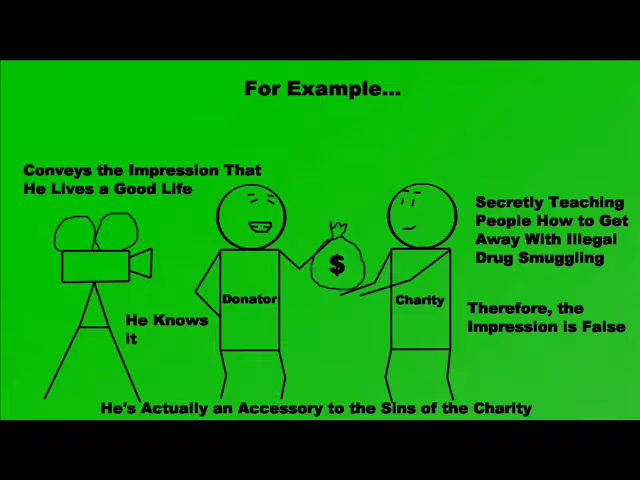 For Example...
Conveys the Impression That
He Lives a Good Life
Secretly Teaching
People How to Get
Away With Illegal
Drug Smuggling
$
Donator
Charity
He Knows
it
Therefore, the
Impression is False
He's Actually an Accessory to the Sins of the Charity